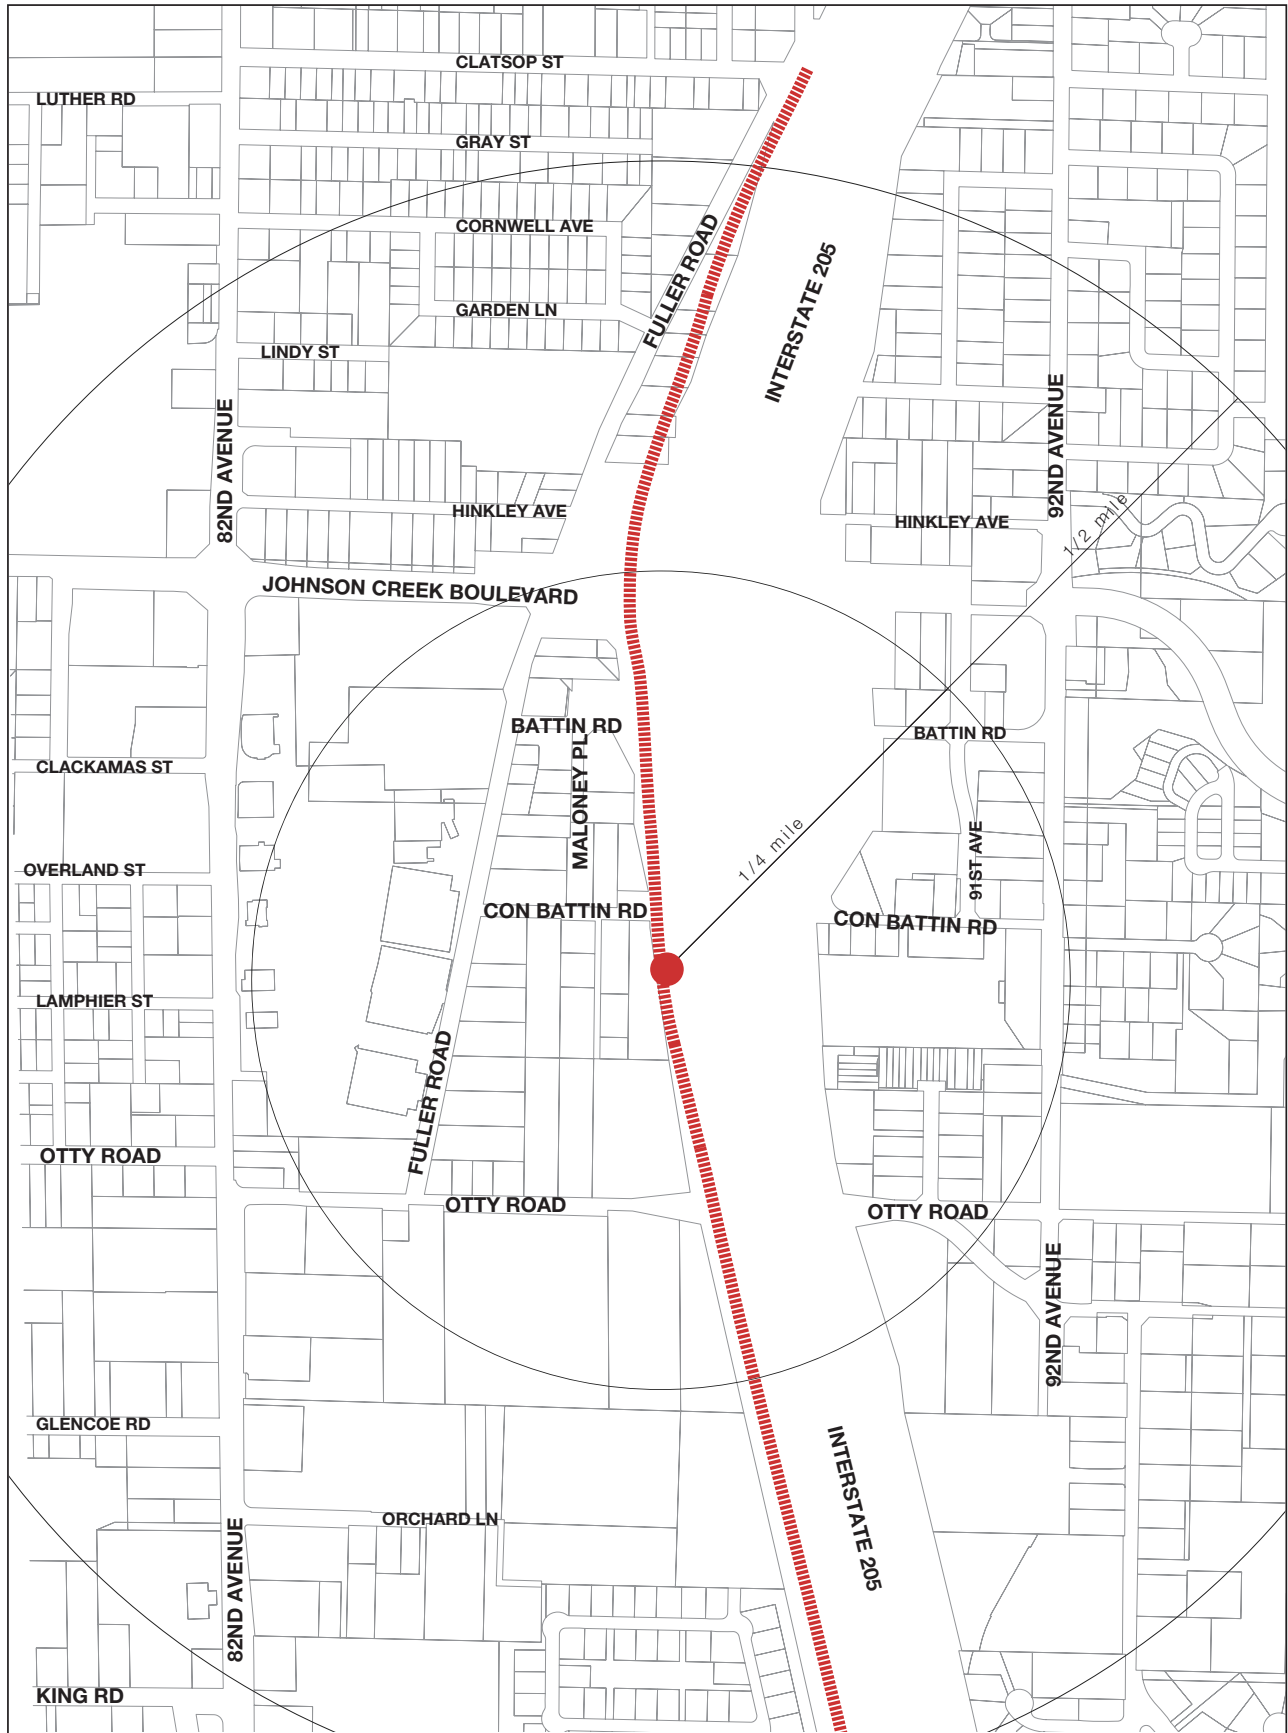 CLATSOP ST
LUTHER RD
GRAY ST
CORNWELL AVE
FULLER ROAD
INTERSTATE 205
GARDEN LN
LINDY ST
82ND AVENUE
92ND AVENUE
HINKLEY AVE
HINKLEY AVE
1/2 mile
JOHNSON CREEK BOULEVARD
BATTIN RD
BATTIN RD
MALONEY PL
CLACKAMAS ST
1/4 mile
91ST AVE
OVERLAND ST
CON BATTIN RD
CON BATTIN RD
LAMPHIER ST
FULLER ROAD
OTTY ROAD
OTTY ROAD
OTTY ROAD
92ND AVENUE
GLENCOE RD
INTERSTATE 205
ORCHARD LN
82ND AVENUE
KING RD